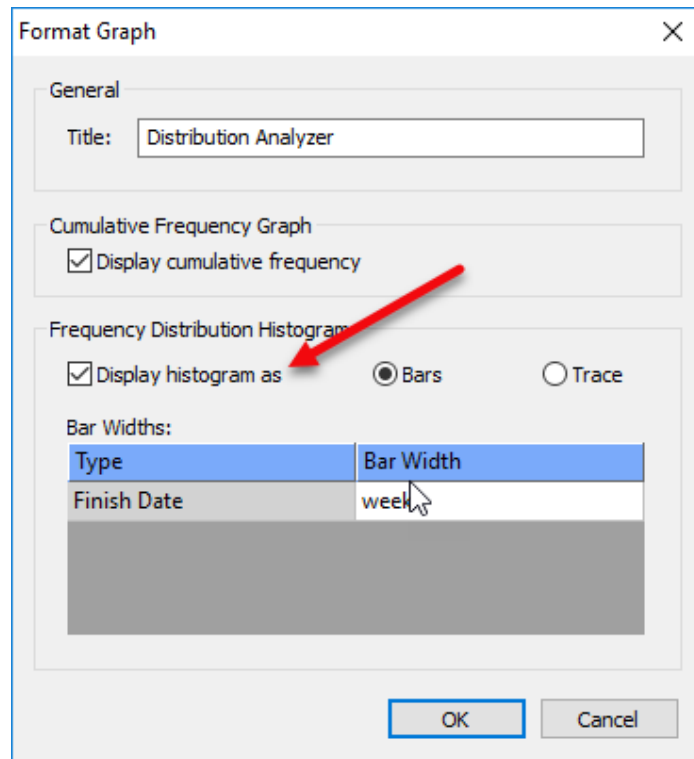 Format Graph
General
Title: Distribution Analyzer
Cumulative Frequency Graph
Display cumulative frequency
Frequency Distribution Histogram
Display histogram as Bars Trace
Bar Widths:
Type Bar Width
Finish Date week
OK Cancel